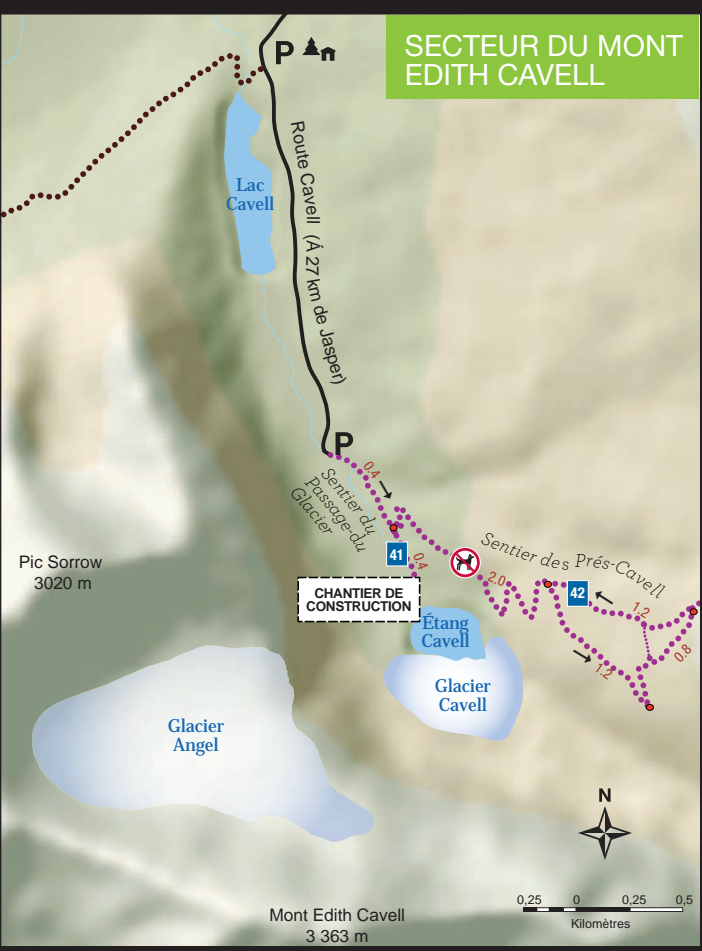 SECTEUR DU MONT
EDITH CAVELL
P
Lac
Cavell
Route Cavell (Á 27 km de Jasper)
P
0.4
Sentier du
Passage-du
Glacier
41
0.4
Sentier des Prés-Cavell
2.0
42
1.2
0.8
1.2
Pic Sorrow
3020 m
CHANTIER DE
CONSTRUCTION
Étang
Cavell
Glacier
Cavell
Glacier
Angel
N
0,25 0 0,25 0,5
Kilomètres
Mont Edith Cavell
3 363 m